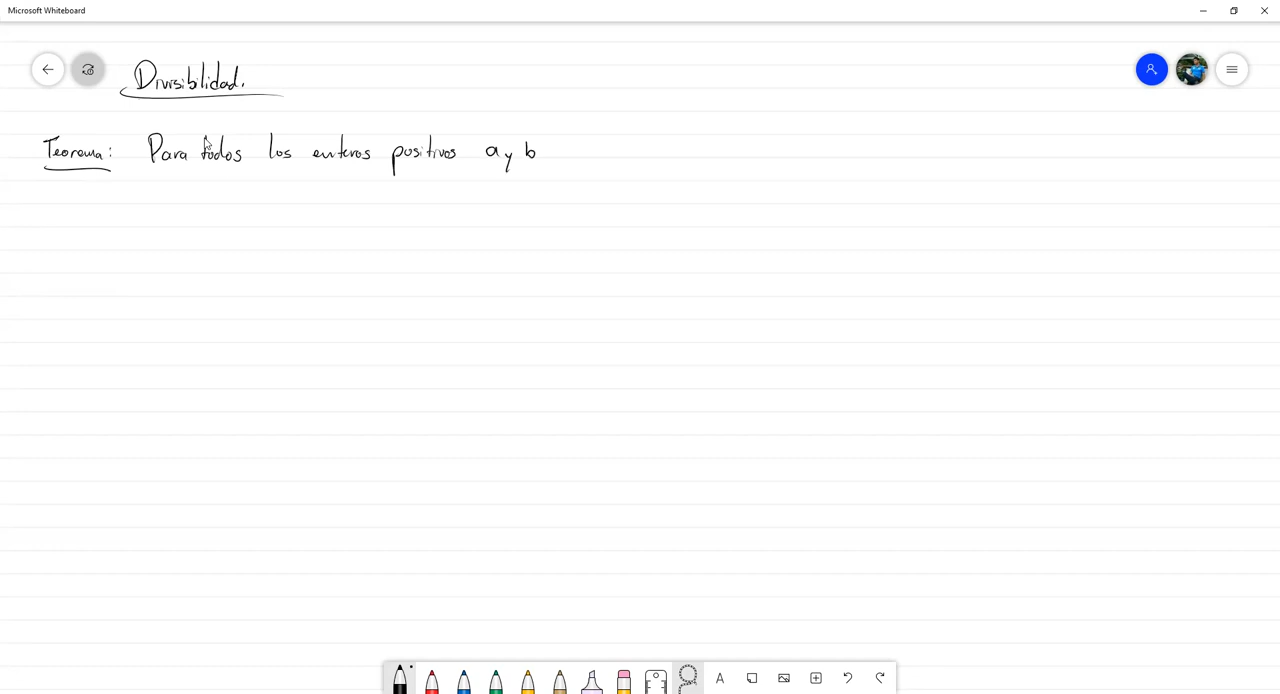 Microsoft Whiteboard
Divisibilidad.
Teorema: Para todos los enteros positivos a y b
A